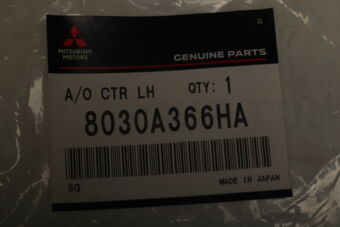 R
MITSUBISHI
MOTORS
GENUINE PARTS
A/O CTR LH QTY: 1
8030A366HA
SG MADE IN JAPAN